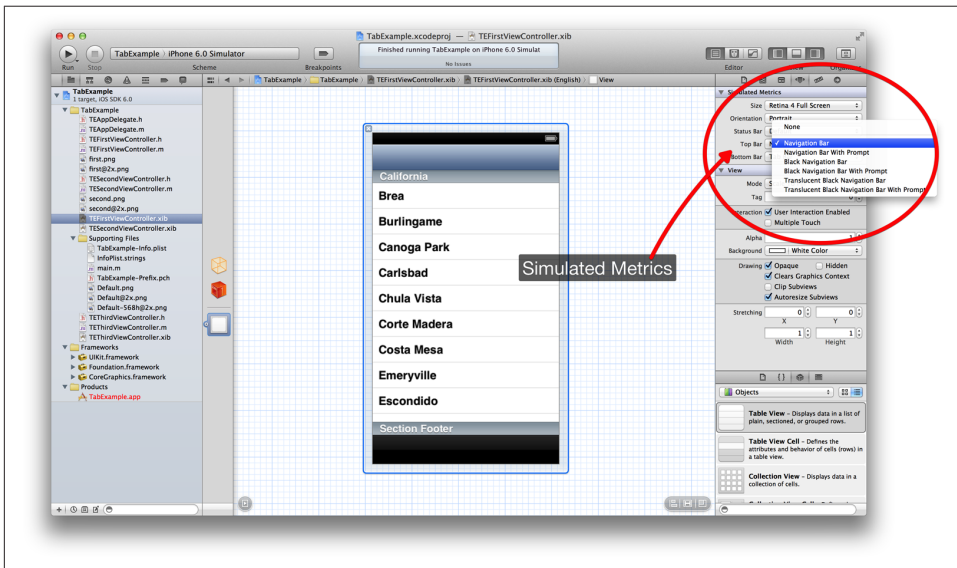 TabExample.xcodeproj — TEFirstViewController.xib
TabExample › iPhone 6.0 Simulator
Finished running TabExample on iPhone 6.0 Simulat
No Issues
Run Stop Scheme Breakpoints Editor View
TabExample › TabExample › TEFirstViewController.xib › TEFirstViewController.xib (English) › View
TabExample
1 target, iOS SDK 6.0
TabExample
TEAppDelegate.h
TEAppDelegate.m
TEFirstViewController.h
TEFirstViewController.m
first.png
first@2x.png
TESecondViewController.h
TESecondViewController.m
second.png
second@2x.png
TEFirstViewController.xib
TESecondViewController.xib
Supporting Files
TabExample-Info.plist
InfoPlist.strings
main.m
TabExample-Prefix.pch
Default.png
Default@2x.png
Default-568h@2x.png
TEThirdViewController.h
TEThirdViewController.m
TEThirdViewController.xib
Frameworks
UIKit.framework
Foundation.framework
CoreGraphics.framework
Products
TabExample.app
California
Brea
Burlingame
Canoga Park
Carlsbad
Chula Vista
Corte Madera
Costa Mesa
Emeryville
Escondido
Section Footer
Simulated Metrics
Simulated Metrics
Size Retina 4 Full Screen
Orientation Portrait
Status Bar
Top Bar
Bottom Bar
None
Navigation Bar
Navigation Bar With Prompt
Black Navigation Bar
Black Navigation Bar With Prompt
Translucent Black Navigation Bar
Translucent Black Navigation Bar With Prompt
View
Mode
Tag 0
Interaction User Interaction Enabled
Multiple Touch
Alpha 1
Background White Color
Drawing Opaque Hidden
Clears Graphics Context
Clip Subviews
Autoresize Subviews
Stretching 0 0
X Y
1 1
Width Height
Objects
Table View – Displays data in a list of
plain, sectioned, or grouped rows.
Table View Cell – Defines the
attributes and behavior of cells (rows) in
a table view.
Collection View – Displays data in a
collection of cells.